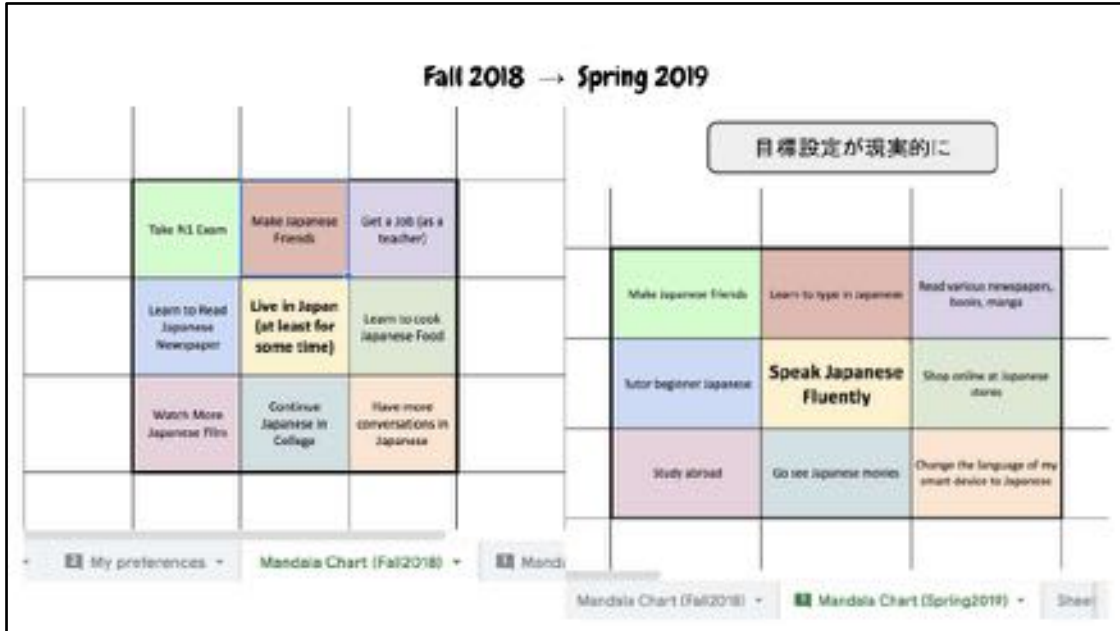 Fall 2018 → Spring 2019
Take N1 Exam
Make Japanese
Friends
Get a Job (as a
teacher)
Learn to Read
Japanese
Newspaper
Live in Japan
(at least for
some time)
Learn to cook
Japanese Food
Watch More
Japanese Film
Continue
Japanese in
College
Have more
conversations in
Japanese
My preferences
Mandala Chart (Fall2018)
目標設定が現実的に
Make Japanese friends
Learn to type in Japanese
Read various newspapers,
books, manga
Tutor beginner Japanese
Speak Japanese
Fluently
Shop online at Japanese
stores
Study abroad
Go see Japanese movies
Change the language of my
smart device to Japanese
Mandala Chart (Fall2018)
Mandala Chart (Spring2019)
Sheet